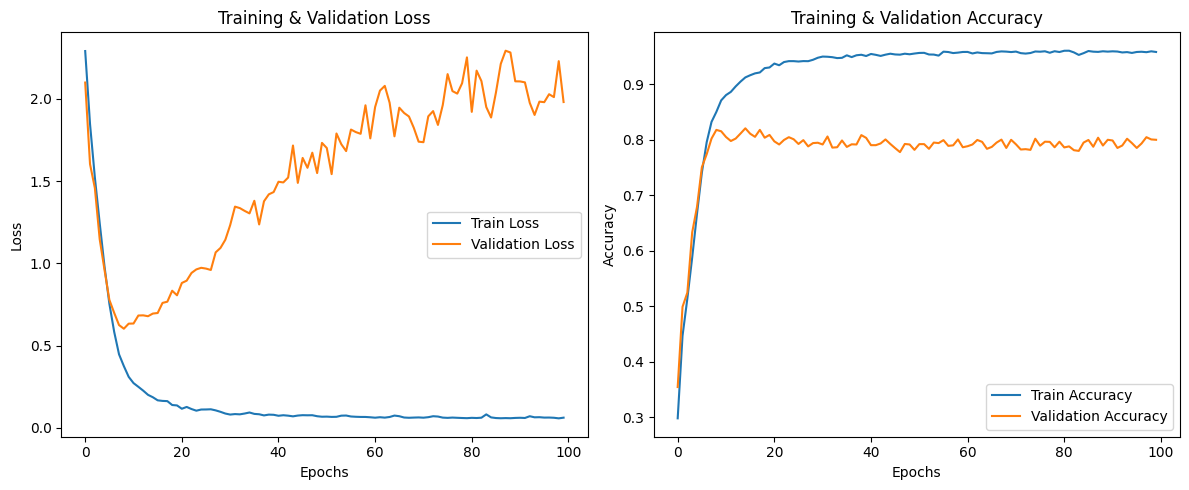 Training & Validation Loss
Loss
2.0
1.5
1.0
0.5
0.0
Train Loss
Validation Loss
0 20 40 60 80 100
Epochs
Training & Validation Accuracy
Accuracy
0.9
0.8
0.7
0.6
0.5
0.4
0.3
Train Accuracy
Validation Accuracy
0 20 40 60 80 100
Epochs